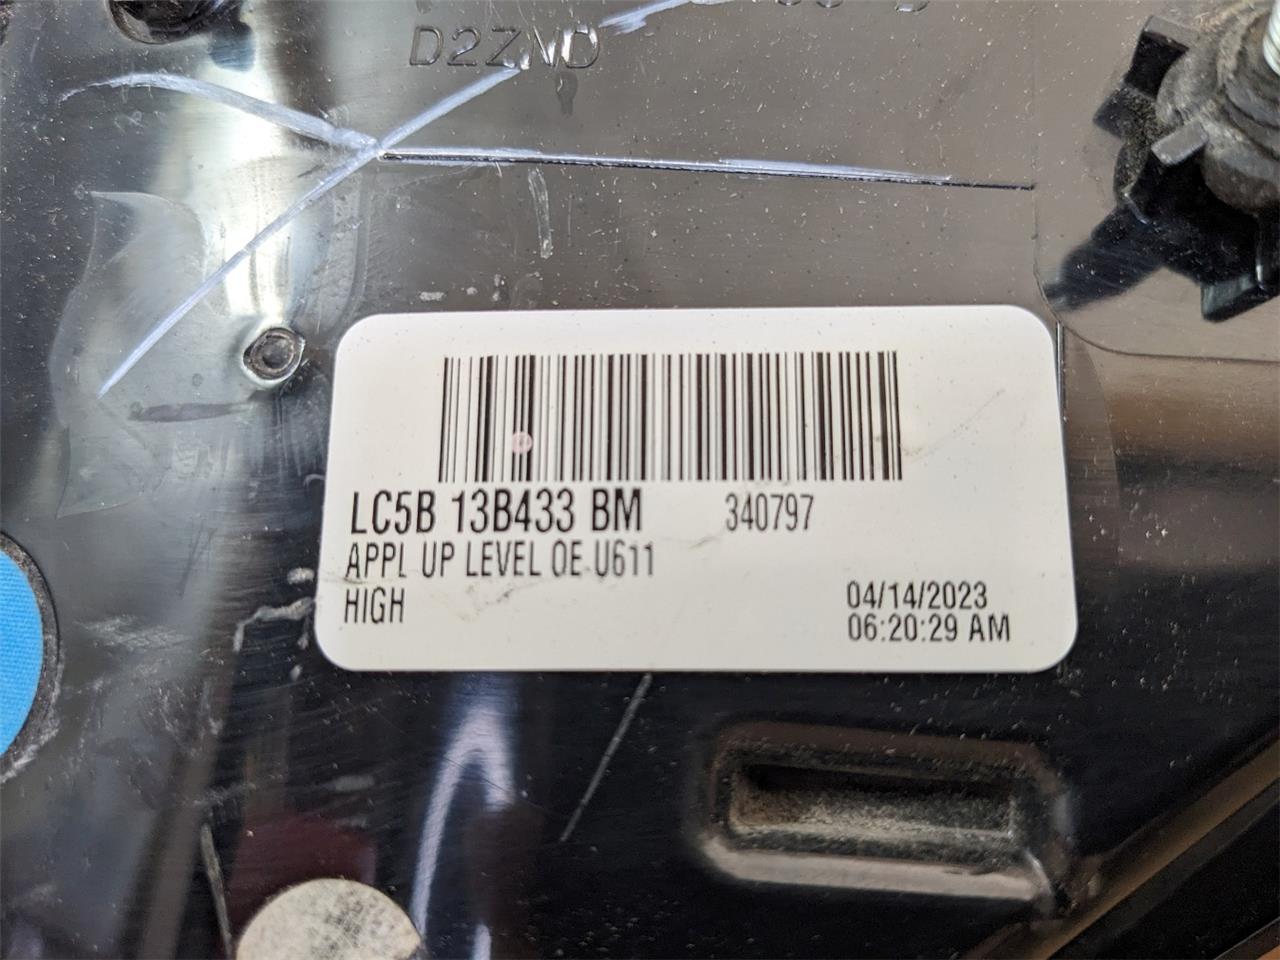 D2ZND
LC5B 13B433 BM 340797
APPL UP LEVEL OE U611
HIGH
04/14/2023
06:20:29 AM